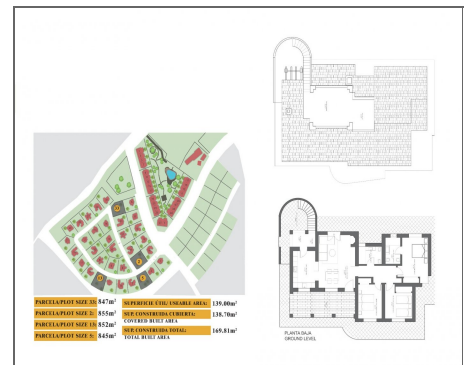 PARCELA/PLOT SIZE 33: 847m²
PARCELA/PLOT SIZE 2: 855m²
PARCELA/PLOT SIZE 13: 852m²
PARCELA/PLOT SIZE 5: 845m²
SUPERFICIE ÚTIL/ USEABLE AREA: 139.00m²
SUP. CONSTRUIDA CUBIERTA: 138.70m²
COVERED BUILT AREA
SUP. CONSTRUIDA TOTAL: 169.81m²
TOTAL BUILT AREA
PLANTA BAJA
GROUND LEVEL